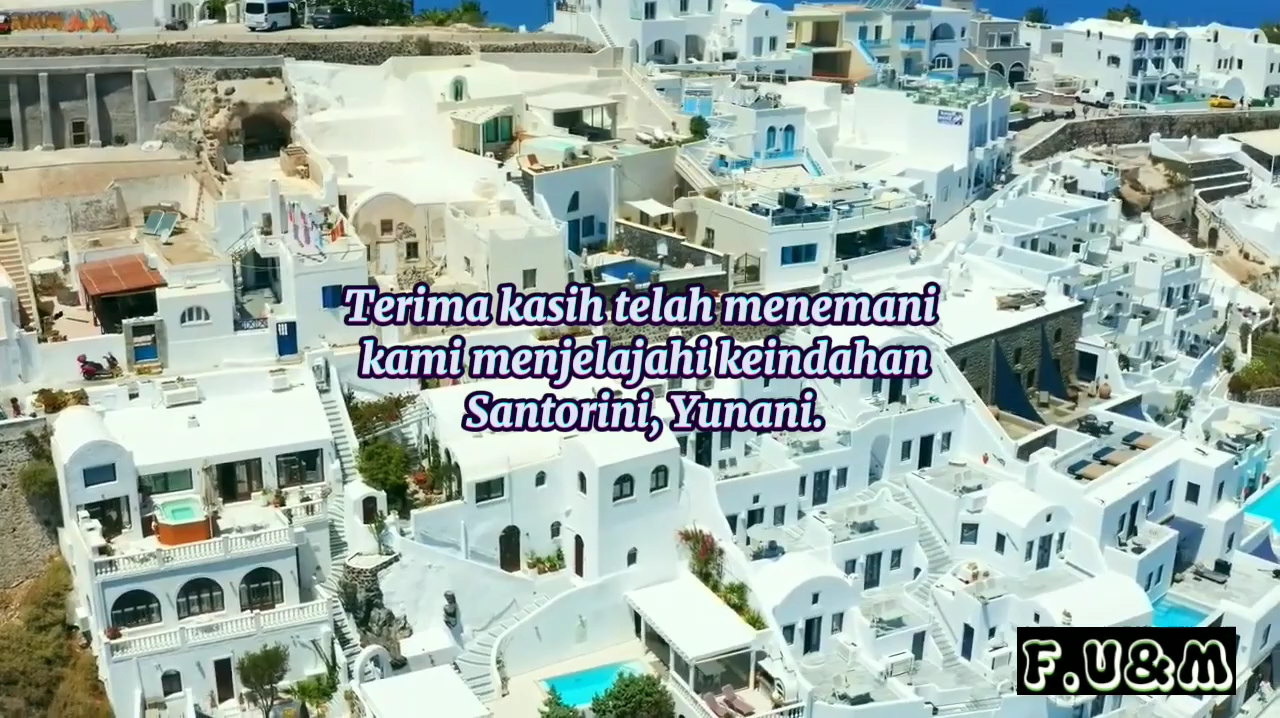 Terima kasih telah menemani
kami menjelajahi keindahan
Santorini, Yunani.
F.U&M